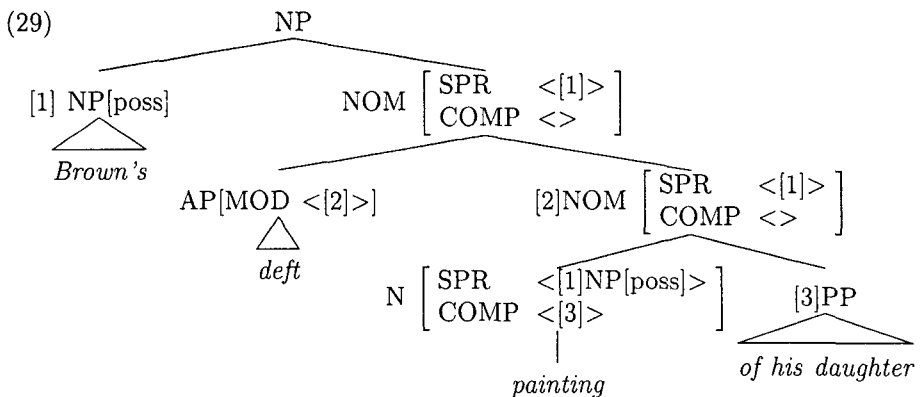 (29) NP
[1] NP[poss] NOM [ SPR <[1]>
COMP <> ]
Brown's
AP[MOD <[2]>] [2]NOM [ SPR <[1]>
COMP <> ]
deft
N [ SPR <[1]NP[poss]>
COMP <[3]> ] [3]PP
painting of his daughter